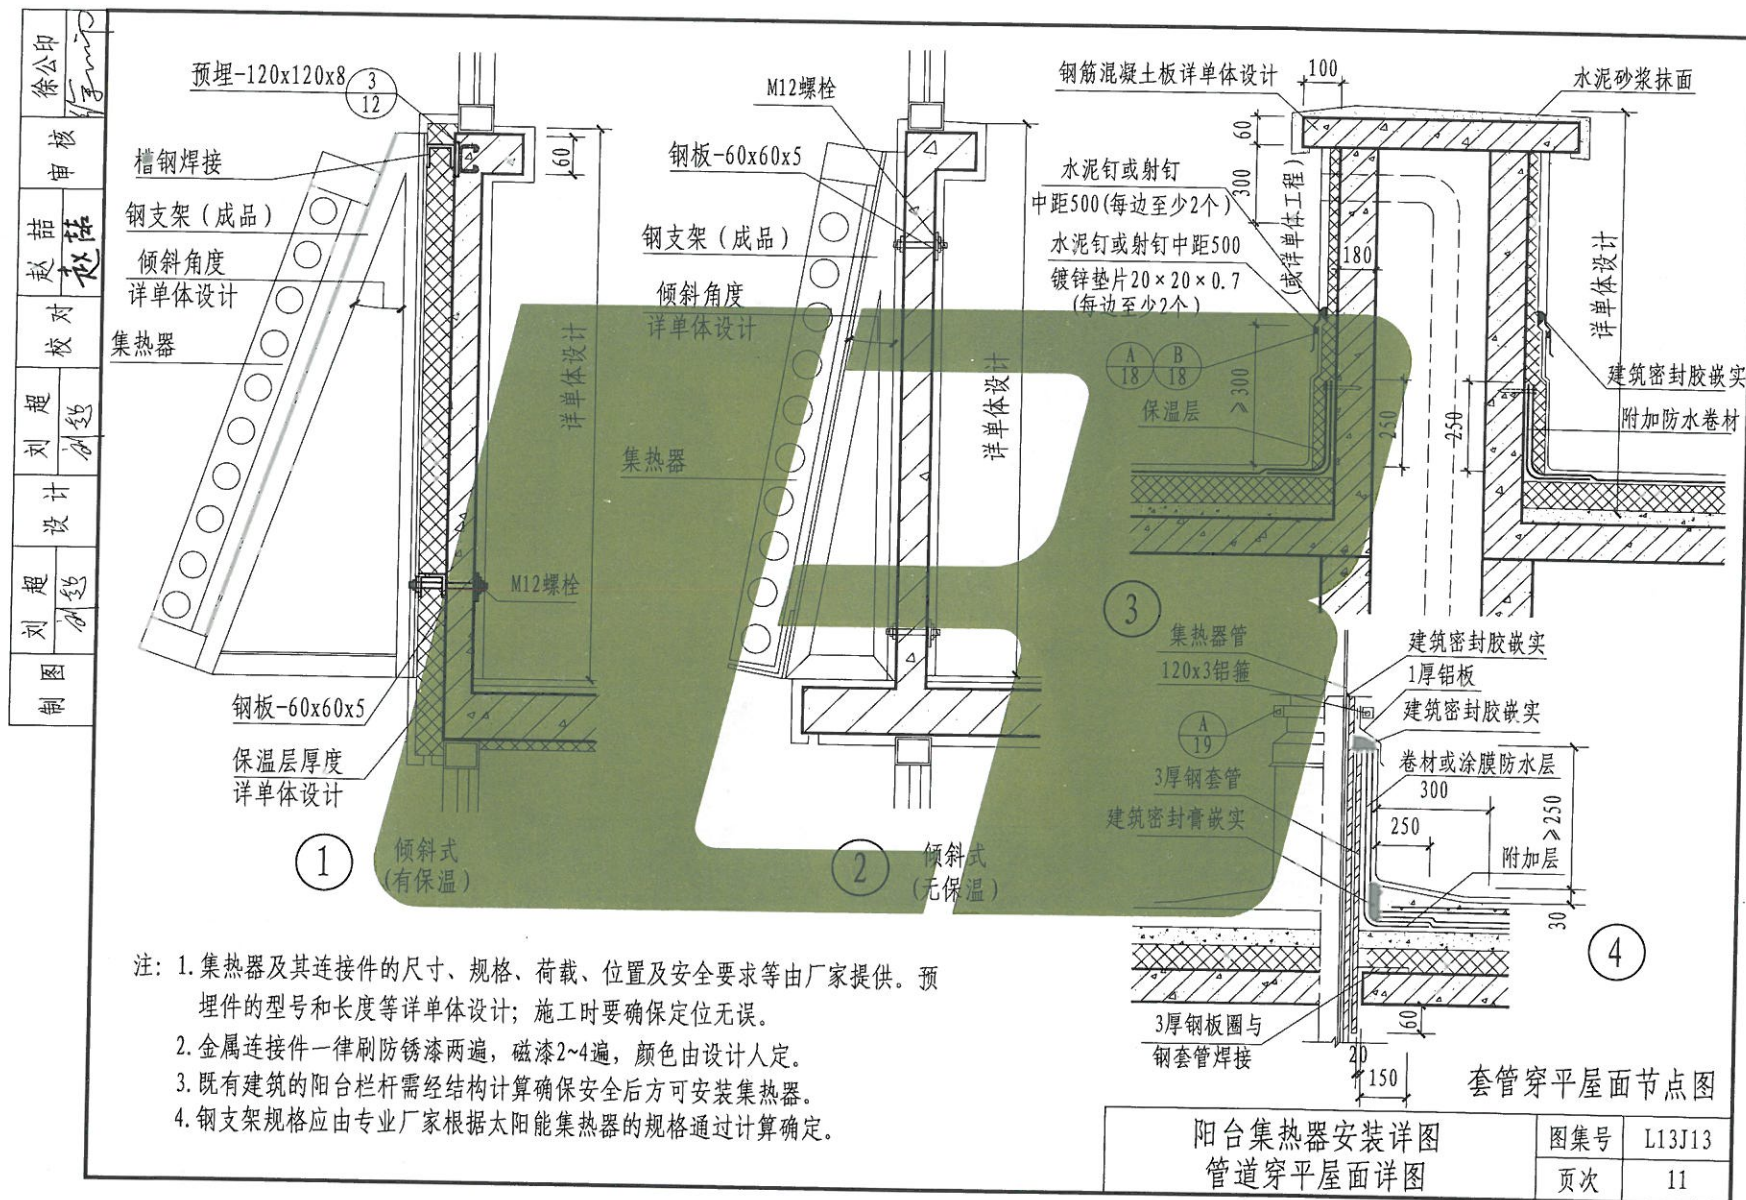 徐公印
审核
赵喆
赵喆
校对
刘超
刘超
设计
刘超
刘超
制图
预埋-120x120x8
3
12
槽钢焊接
钢支架（成品）
倾斜角度
详单体设计
集热器
60
详单体设计
M12螺栓
钢板-60x60x5
保温层厚度
详单体设计
1
倾斜式
(有保温)
M12螺栓
钢板-60x60x5
钢支架（成品）
倾斜角度
详单体设计
集热器
详单体设计
2
倾斜式
(无保温)
钢筋混凝土板详单体设计
100
水泥砂浆抹面
60
300
(或详单体工程)
水泥钉或射钉
中距500(每边至少2个)
水泥钉或射钉中距500
镀锌垫片20×20×0.7
(每边至少2个)
180
详单体设计
A
18
B
18
保温层
≥300
250
250
建筑密封胶嵌实
附加防水卷材
3
集热器管
120x3铝箍
A
19
3厚钢套管
建筑密封膏嵌实
建筑密封胶嵌实
1厚铝板
建筑密封胶嵌实
卷材或涂膜防水层
300
250
≥250
附加层
30
4
3厚钢板圈与
钢套管焊接
60
20
150
套管穿平屋面节点图
注：1.集热器及其连接件的尺寸、规格、荷载、位置及安全要求等由厂家提供。预
埋件的型号和长度等详单体设计；施工时要确保定位无误。
2.金属连接件一律刷防锈漆两遍，磁漆2~4遍，颜色由设计人定。
3.既有建筑的阳台栏杆需经结构计算确保安全后方可安装集热器。
4.钢支架规格应由专业厂家根据太阳能集热器的规格通过计算确定。
阳台集热器安装详图
管道穿平屋面详图
图集号
L13J13
页次
11